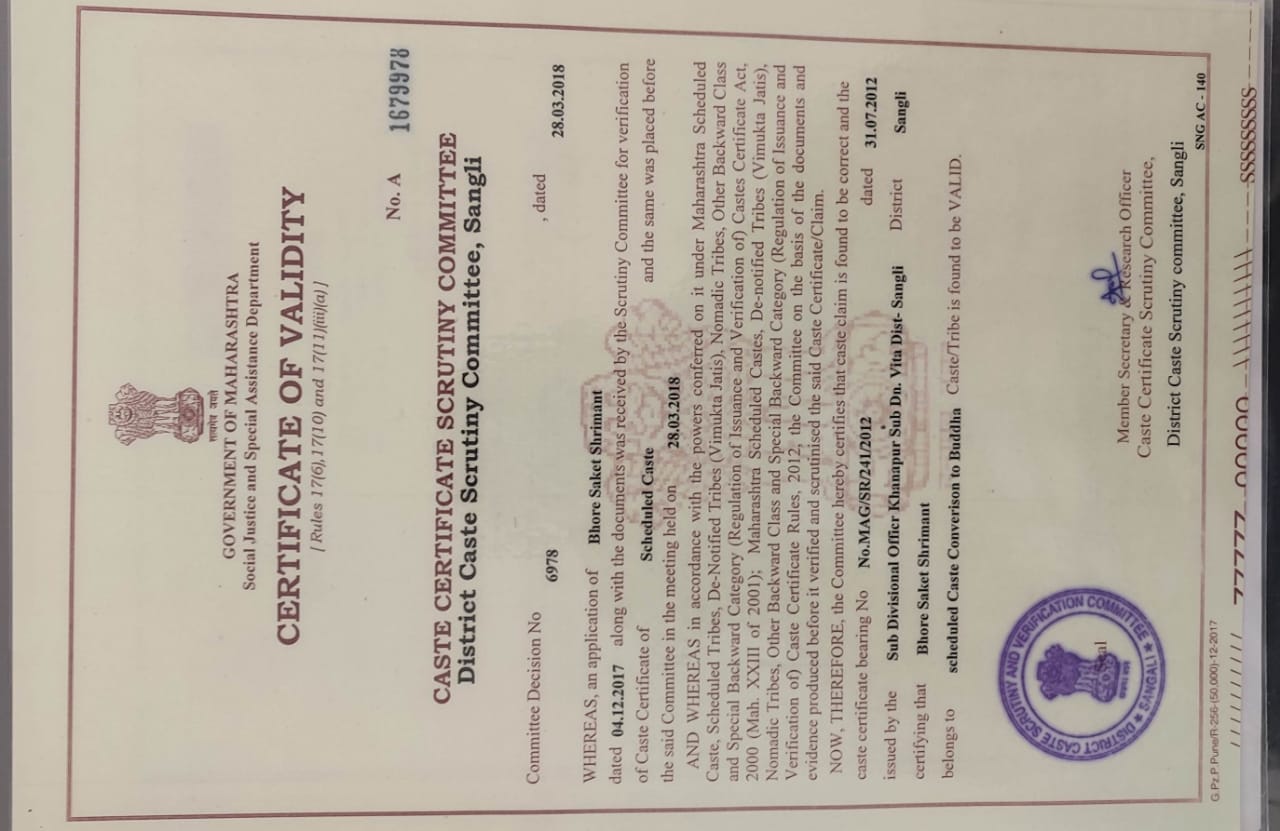 सत्यमेव जयते
GOVERNMENT OF MAHARASHTRA
Social Justice and Special Assistance Department
CERTIFICATE OF VALIDITY
[ Rules 17(6),17(10) and 17(11)(iii)(a) ]
No. A 1679978
CASTE CERTIFICATE SCRUTINY COMMITTEE
District Caste Scrutiny Committee, Sangli
Committee Decision No 6978 , dated 28.03.2018
WHEREAS, an application of Bhore Saket Shrimant
dated 04.12.2017 along with the documents was received by the Scrutiny Committee for verification
of Caste Certificate of Scheduled Caste and the same was placed before
the said Committee in the meeting held on 28.03.2018
AND WHEREAS in accordance with the powers conferred on it under Maharashtra Scheduled
Caste, Scheduled Tribes, De-Notified Tribes (Vimukta Jatis), Nomadic Tribes, Other Backward Class
and Special Backward Category (Regulation of Issuance and Verification of) Castes Certificate Act,
2000 (Mah. XXIII of 2001); Maharashtra Scheduled Castes, De-notified Tribes (Vimukta Jatis),
Nomadic Tribes, Other Backward Class and Special Backward Category (Regulation of Issuance and
Verification of) Caste Certificate Rules, 2012, the Committee on the basis of the documents and
evidence produced before it verified and scrutinised the said Caste Certificate/Claim.
NOW, THEREFORE, the Committee hereby certifies that caste claim is found to be correct and the
caste certificate bearing No No.MAG/SR/241/2012 dated 31.07.2012
issued by the Sub Divisional Officr Khanapur Sub Dn. Vita Dist- Sangli District Sangli
certifying that Bhore Saket Shrimant
belongs to scheduled Caste Converison to Buddha Caste/Tribe is found to be VALID.
DISTRICT CASTE SCRUTINY AND VERIFICATION COMMITTEE
★ SANGALI ★
Seal
Member Secretary & Research Officer
Caste Certificate Scrutiny Committee,
District Caste Scrutiny committee, Sangli
SNG AC - 140
G.Pz.P.Pune/R-256-(50,000)-12-2017